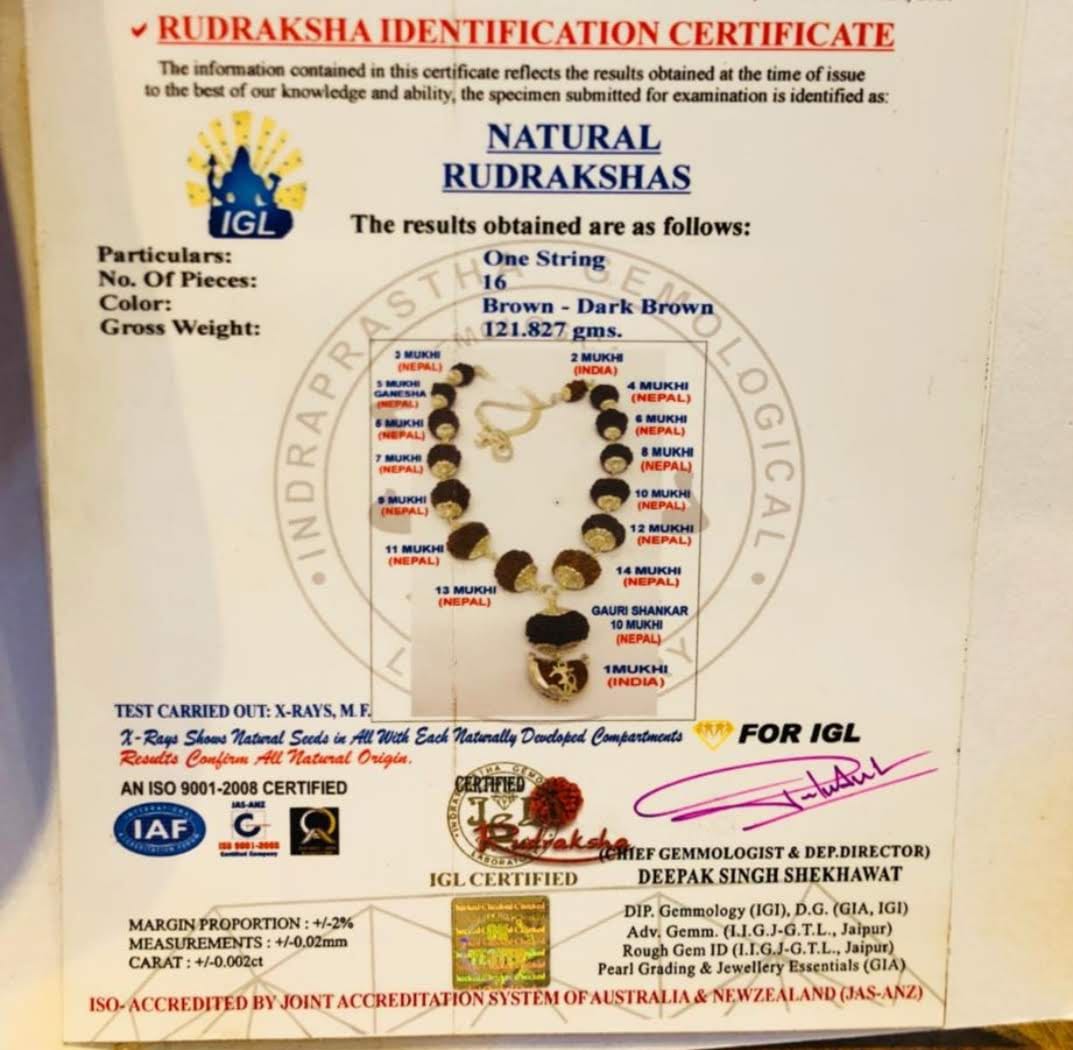 RUDRAKSHA IDENTIFICATION CERTIFICATE
The information contained in this certificate reflects the results obtained at the time of issue
to the best of our knowledge and ability, the specimen submitted for examination is identified as:
IGL
NATURAL
RUDRAKSHAS
The results obtained are as follows:
Particulars: One String
No. Of Pieces: 16
Color: Brown - Dark Brown
Gross Weight: 121.827 gms.
INDRAPRASTHA GEMOLOGICAL
3 MUKHI
(NEPAL)
2 MUKHI
(INDIA)
5 MUKHI
GANESHA
(NEPAL)
4 MUKHI
(NEPAL)
MUKHI
(NEPAL)
6 MUKHI
(NEPAL)
7 MUKHI
(NEPAL)
8 MUKHI
(NEPAL)
9 MUKHI
(NEPAL)
10 MUKHI
(NEPAL)
11 MUKHI
(NEPAL)
12 MUKHI
(NEPAL)
13 MUKHI
(NEPAL)
14 MUKHI
(NEPAL)
GAURI SHANKAR
10 MUKHI
(NEPAL)
1MUKHI
(INDIA)
ॐ
TEST CARRIED OUT: X-RAYS, M. F.
X-Rays Shows Natural Seeds in All With Each Naturally Developed Compartments
Results Confirm All Natural Origin.
FOR IGL
AN ISO 9001-2008 CERTIFIED
IAF
JAS-ANZ
ISO 9001-2008
Certified Company
CERTIFIED
Rudraksha
IGL CERTIFIED
(CHIEF GEMMOLOGIST & DEP.DIRECTOR)
DEEPAK SINGH SHEKHAWAT
DIP. Gemmology (IGI), D.G. (GIA, IGI)
Adv. Gemm. (I.I.G.J-G.T.L., Jaipur)
Rough Gem ID (I.I.G.J-G.T.L., Jaipur)
Pearl Grading & Jewellery Essentials (GIA)
MARGIN PROPORTION : +/-2%
MEASUREMENTS : +/-0.02mm
CARAT : +/-0.002ct
ISO- ACCREDITED BY JOINT ACCREDITATION SYSTEM OF AUSTRALIA & NEWZEALAND (JAS-ANZ)